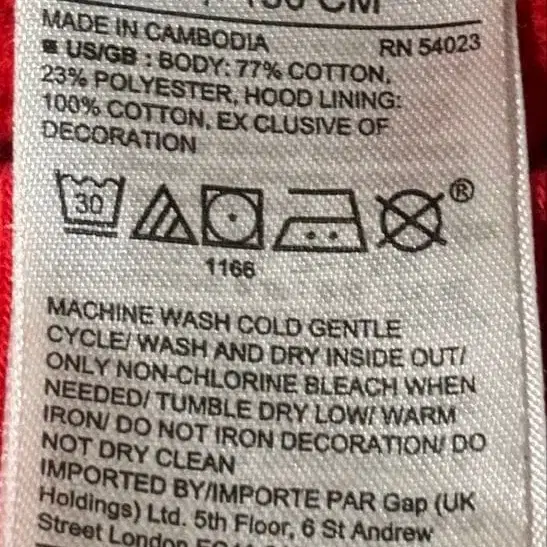 MADE IN CAMBODIA RN 54023
US/GB : BODY: 77% COTTON,
23% POLYESTER, HOOD LINING:
100% COTTON, EXCLUSIVE OF
DECORATION
30
®
1166
MACHINE WASH COLD GENTLE
CYCLE/ WASH AND DRY INSIDE OUT/
ONLY NON-CHLORINE BLEACH WHEN
NEEDED/ TUMBLE DRY LOW/ WARM
IRON/ DO NOT IRON DECORATION/ DO
NOT DRY CLEAN
IMPORTED BY/IMPORTE PAR Gap (UK
Holdings) Ltd. 5th Floor, 6 St Andrew
Street London